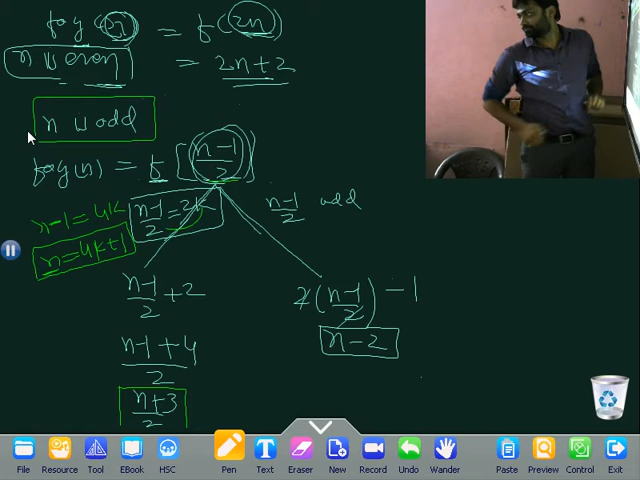 fog (2n) = f(2n)
n is even = 2n+2
n is odd
fog(n) = f [n-1/2]
n-1 = 4k n-1/2 = 2k n-1/2 odd
n = 4k+1
n-1/2 + 2 2(n-1/2) - 1
n-1+4/2 n-2
n+3/2
File Resource Tool EBook HSC Pen Text Eraser New Record Undo Wander Paste Preview Control Exit